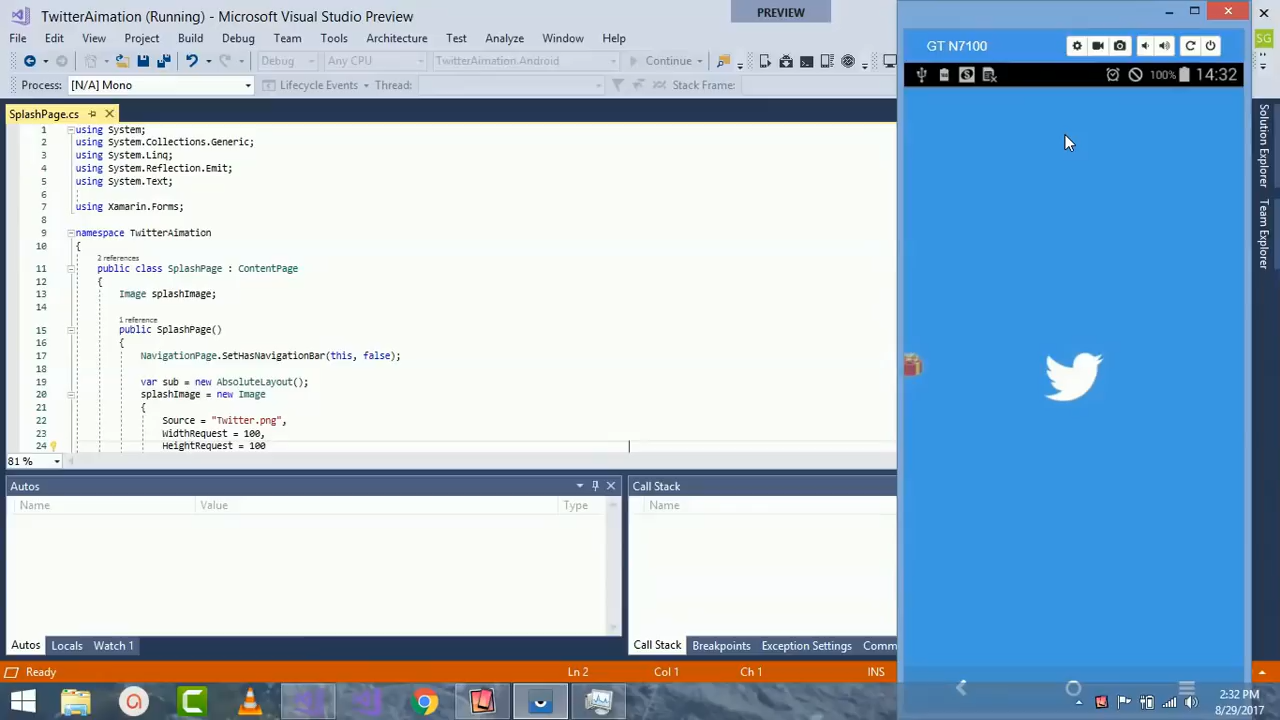 TwitterAimation (Running) - Microsoft Visual Studio Preview
PREVIEW
File Edit View Project Build Debug Team Tools Architecture Test Analyze Window Help
SG
Debug Any CPU TwitterAimation.Android Continue
Process: [N/A] Mono Lifecycle Events Thread: Stack Frame:
SplashPage.cs
1 using System;
2 using System.Collections.Generic;
3 using System.Linq;
4 using System.Reflection.Emit;
5 using System.Text;
6
7 using Xamarin.Forms;
8
9 namespace TwitterAimation
10 {
2 references
11 public class SplashPage : ContentPage
12 {
13 Image splashImage;
14
1 reference
15 public SplashPage()
16 {
17 NavigationPage.SetHasNavigationBar(this, false);
18
19 var sub = new AbsoluteLayout();
20 splashImage = new Image
21 {
22 Source = "Twitter.png",
23 WidthRequest = 100,
24 HeightRequest = 100
81 %
Autos
Name Value Type
Autos Locals Watch 1
Call Stack
Name
Call Stack Breakpoints Exception Settings Comm
Ready Ln 2 Col 1 Ch 1 INS
GT N7100
100% 14:32
Solution Explorer
Team Explorer
2:32 PM
8/29/2017